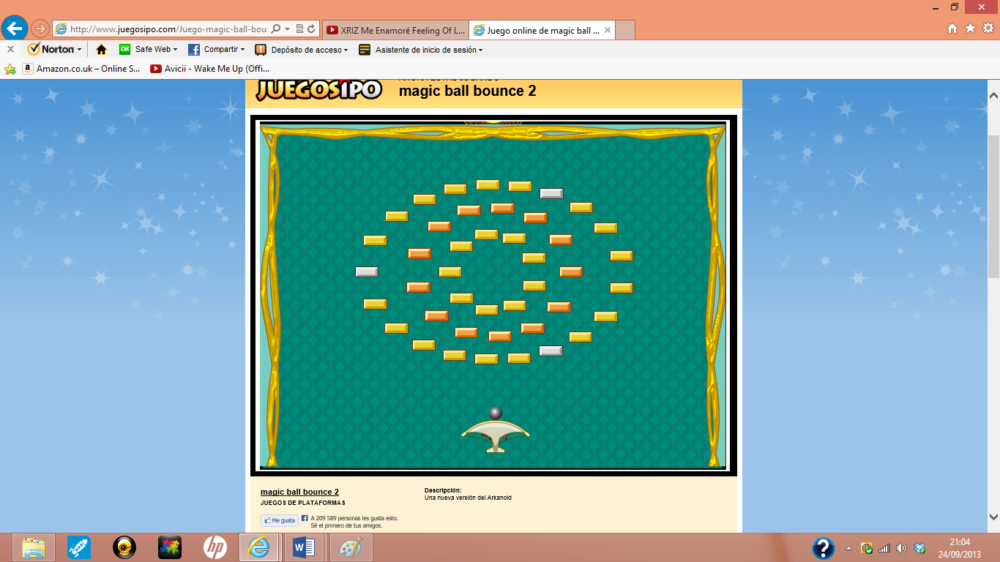 http://www.juegosipo.com/Juego-magic-ball-bou
XRIZ Me Enamoré Feeling Of L...
Juego online de magic ball ...
Norton
OK Safe Web
Compartir
Depósito de acceso
Asistente de inicio de sesión
Amazon.co.uk – Online S...
Avicii - Wake Me Up (Offi...
JUEGOSIPO
magic ball bounce 2
magic ball bounce 2
JUEGOS DE PLATAFORMAS
Descripción:
Una nueva versión del Arkanoid
Me gusta
A 209 589 personas les gusta esto.
Sé el primero de tus amigos.
hp
21:04
24/09/2013